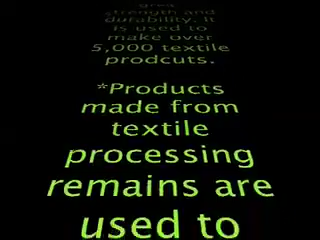 great
strength and
durability. It
is used to
make over
5,000 textile
prodcuts.
*Products
made from
textile
processing
remains are
used to